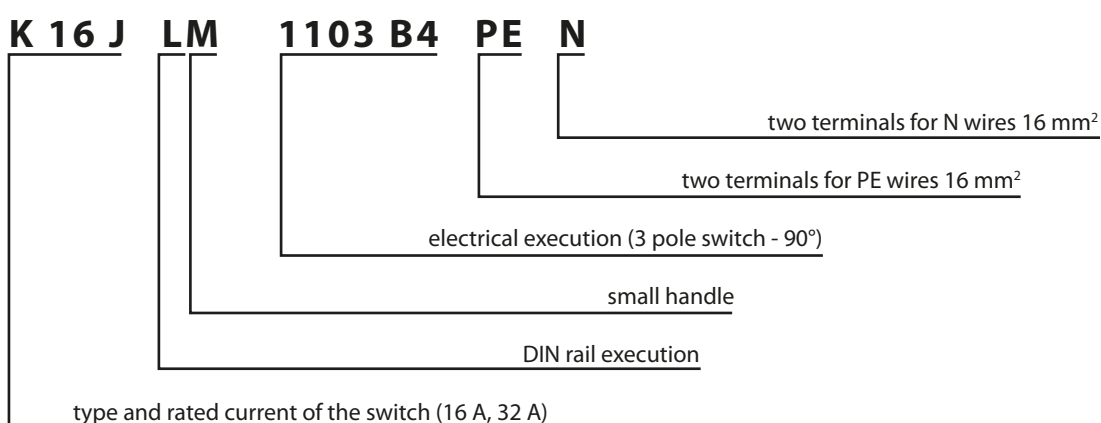 K 16 J LM 1103 B4 PE N
two terminals for N wires 16 mm²
two terminals for PE wires 16 mm²
electrical execution (3 pole switch - 90°)
small handle
DIN rail execution
type and rated current of the switch (16 A, 32 A)